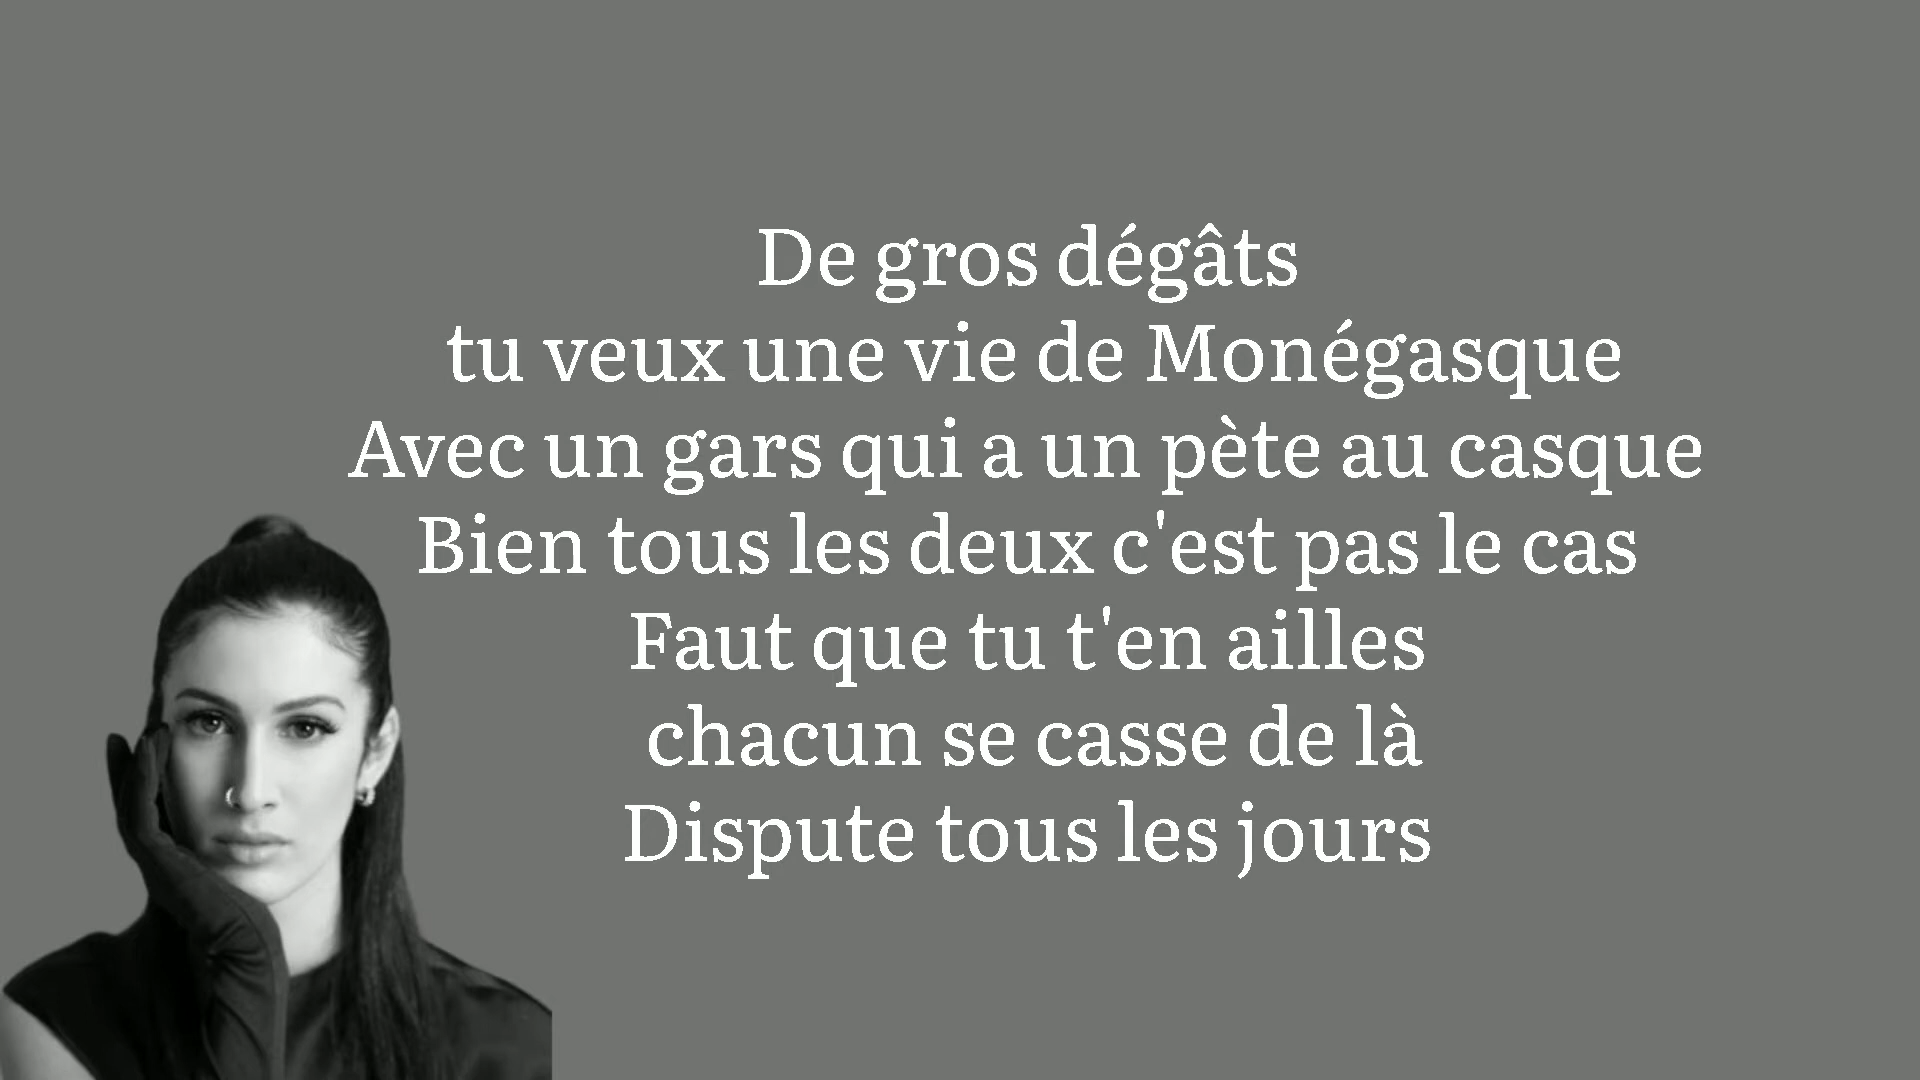 De gros dégâts
tu veux une vie de Monégasque
Avec un gars qui a un pète au casque
Bien tous les deux c'est pas le cas
Faut que tu t'en ailles
chacun se casse de là
Dispute tous les jours